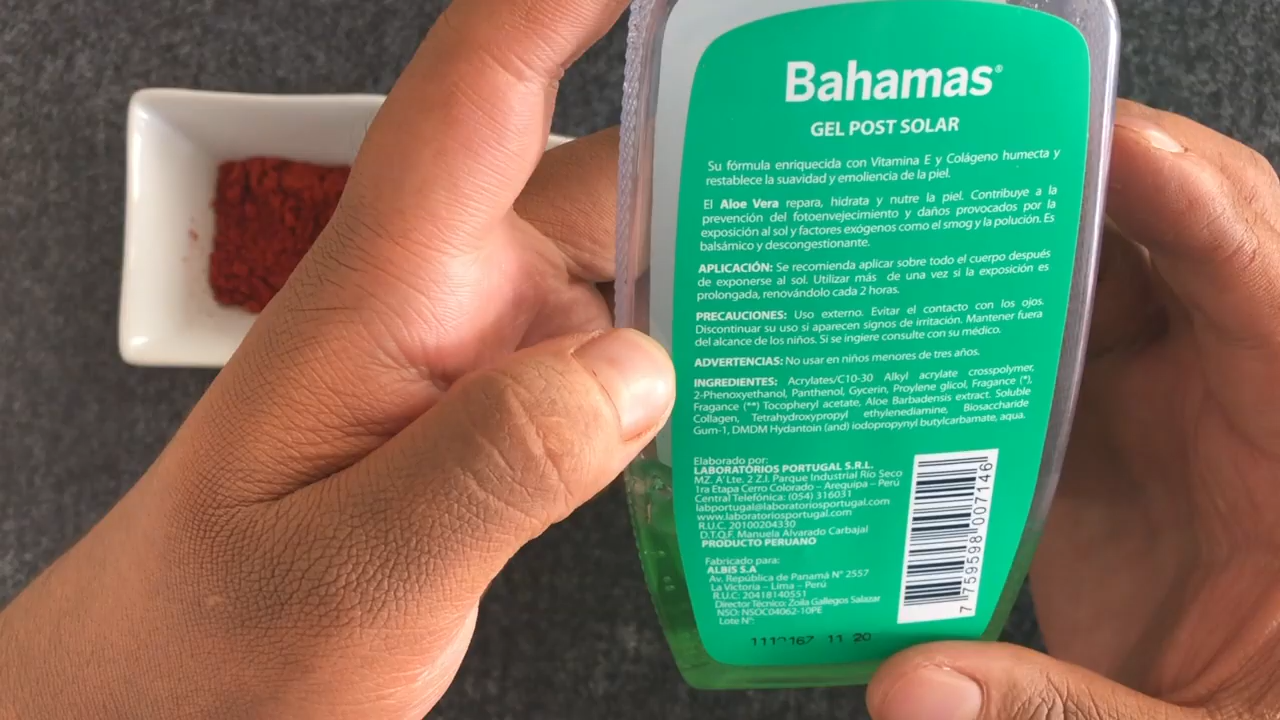 Bahamas®
GEL POST SOLAR
Su fórmula enriquecida con Vitamina E y Colágeno humecta y
restablece la suavidad y emoliencia de la piel.
El Aloe Vera repara, hidrata y nutre la piel. Contribuye a la
prevención del fotoenvejecimiento y daños provocados por la
exposición al sol y factores exógenos como el smog y la polución. Es
balsámico y descongestionante.
APLICACIÓN: Se recomienda aplicar sobre todo el cuerpo después
de exponerse al sol. Utilizar más de una vez si la exposición es
prolongada, renovándolo cada 2 horas.
PRECAUCIONES: Uso externo. Evitar el contacto con los ojos.
Discontinuar su uso si aparecen signos de irritación. Mantener fuera
del alcance de los niños. Si se ingiere consulte con su médico.
ADVERTENCIAS: No usar en niños menores de tres años.
INGREDIENTES: Acrylates/C10-30 Alkyl acrylate crosspolymer,
2-Phenoxyethanol, Panthenol, Glycerin, Proylene glicol, Fragance (*),
Fragance (**) Tocopheryl acetate, Aloe Barbadensis extract. Soluble
Collagen, Tetrahydroxypropyl ethylenediamine, Biosaccharide
Gum-1, DMDM Hydantoin (and) iodopropynyl butylcarbamate, aqua.
Elaborado por:
LABORATORIOS PORTUGAL S.R.L.
MZ. A' Lte. 2 Z.I. Parque Industrial Río Seco
1ra Etapa Cerro Colorado – Arequipa – Perú
Central Telefónica: (054) 316031
labportugal@laboratoriosportugal.com
www.laboratoriosportugal.com
R.U.C. 20100204330
D.T.Q.F. Manuela Alvarado Carbajal
PRODUCTO PERUANO
Fabricado para:
ALBIS S.A
Av. República de Panamá N° 2557
La Victoria – Lima – Perú
R.U.C: 20418140551
Director Técnico: Zoila Gallegos Salazar
NSO: NSOC04062-10PE
Lote N°:
11 20
7 759598 007146